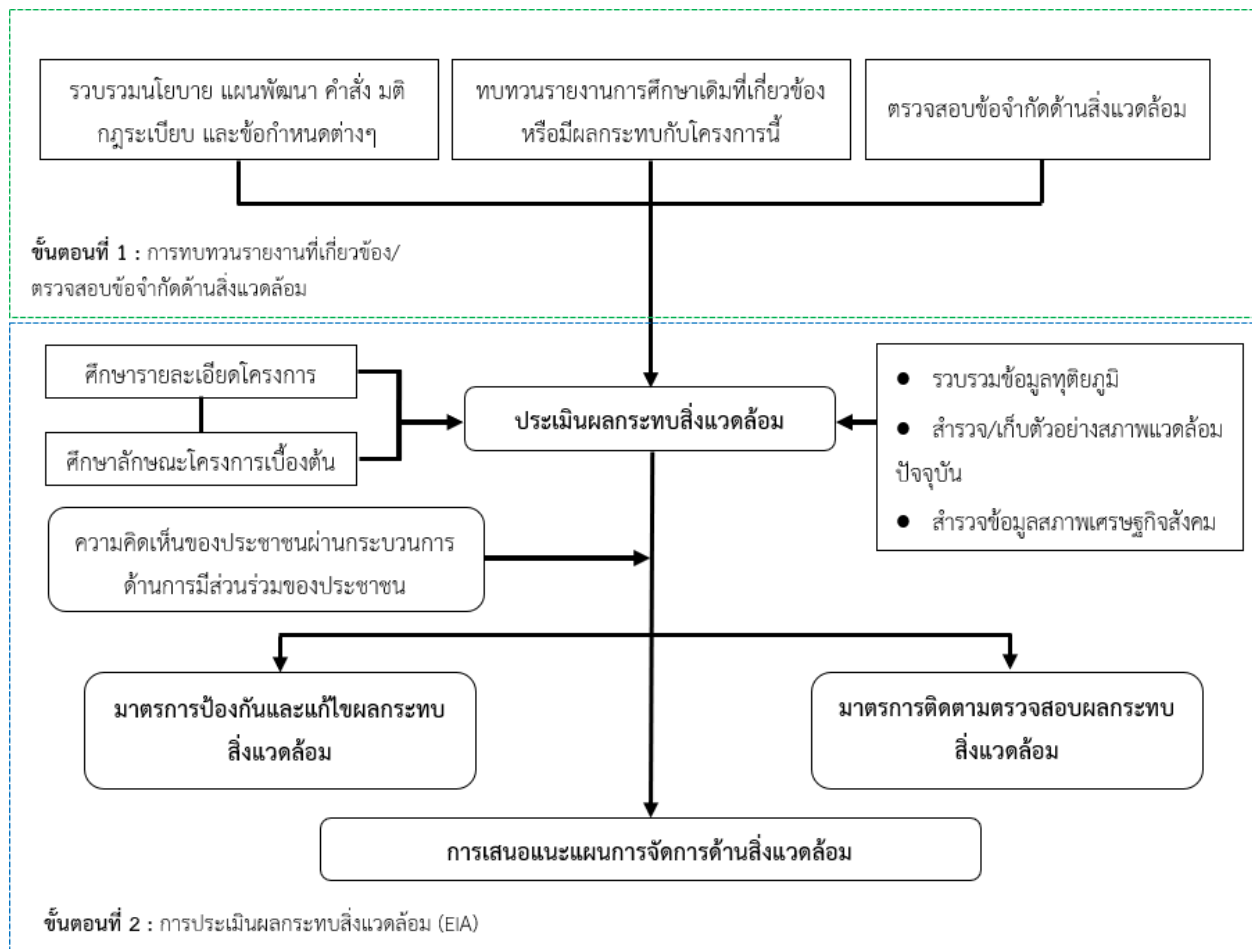 รวบรวมนโยบาย แผนพัฒนา คำสั่ง มติ
กฎระเบียบ และข้อกำหนดต่างๆ
ทบทวนรายงานการศึกษาเดิมที่เกี่ยวข้อง
หรือมีผลกระทบกับโครงการนี้
ตรวจสอบข้อจำกัดด้านสิ่งแวดล้อม
ขั้นตอนที่ 1 : การทบทวนรายงานที่เกี่ยวข้อง/
ตรวจสอบข้อจำกัดด้านสิ่งแวดล้อม
ศึกษารายละเอียดโครงการ
ศึกษาลักษณะโครงการเบื้องต้น
ประเมินผลกระทบสิ่งแวดล้อม
● รวบรวมข้อมูลทุติยภูมิ
● สำรวจ/เก็บตัวอย่างสภาพแวดล้อม
ปัจจุบัน
● สำรวจข้อมูลสภาพเศรษฐกิจสังคม
ความคิดเห็นของประชาชนผ่านกระบวนการ
ด้านการมีส่วนร่วมของประชาชน
มาตรการป้องกันและแก้ไขผลกระทบ
สิ่งแวดล้อม
มาตรการติดตามตรวจสอบผลกระทบ
สิ่งแวดล้อม
การเสนอแนะแผนการจัดการด้านสิ่งแวดล้อม
ขั้นตอนที่ 2 : การประเมินผลกระทบสิ่งแวดล้อม (EIA)